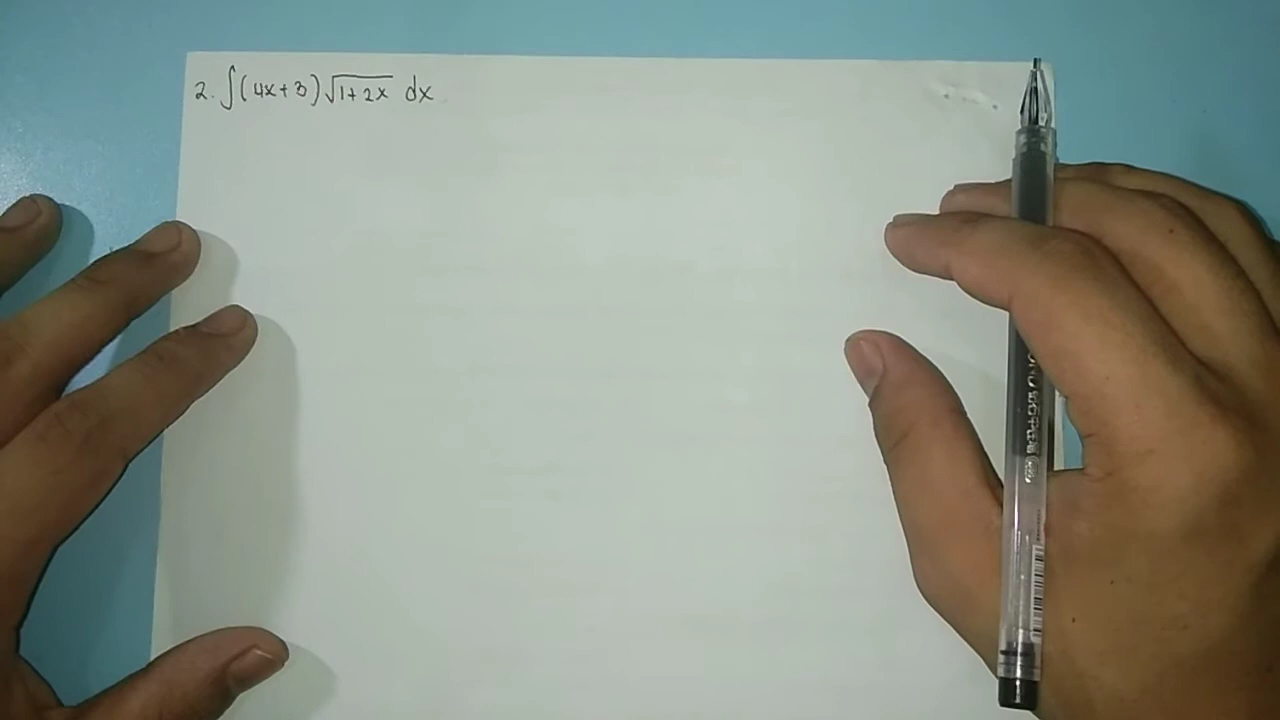 2. ∫(4x+3)√1+2x dx